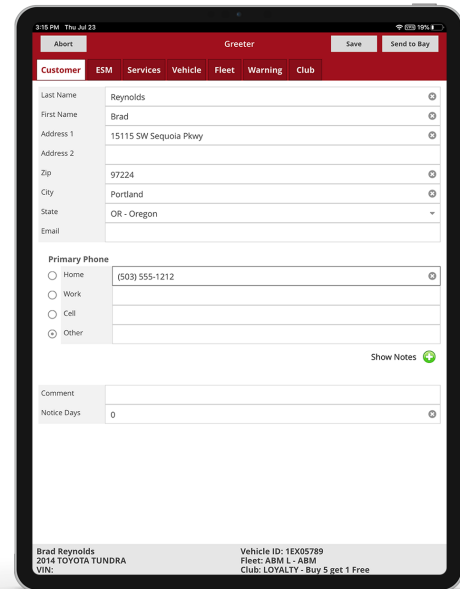 3:15 PM Thu Jul 23
19%
Abort
Greeter
Save
Send to Bay
Customer ESM Services Vehicle Fleet Warning Club
Last Name Reynolds
First Name Brad
Address 1 15115 SW Sequoia Pkwy
Address 2
Zip 97224
City Portland
State OR - Oregon
Email
Primary Phone
Home (503) 555-1212
Work
Cell
Other
Show Notes
Comment
Notice Days 0
Brad Reynolds Vehicle ID: 1EX05789
2014 TOYOTA TUNDRA Fleet: ABM L - ABM
VIN: Club: LOYALTY - Buy 5 get 1 Free